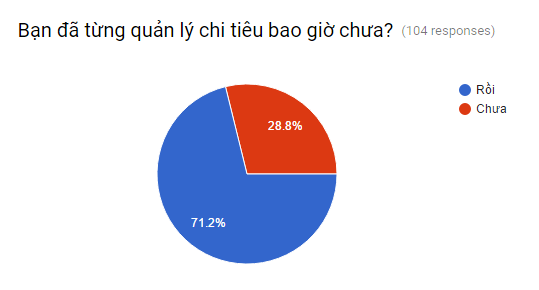 Bạn đã từng quản lý chi tiêu bao giờ chưa? (104 responses)
Rồi
Chưa
28.8%
71.2%